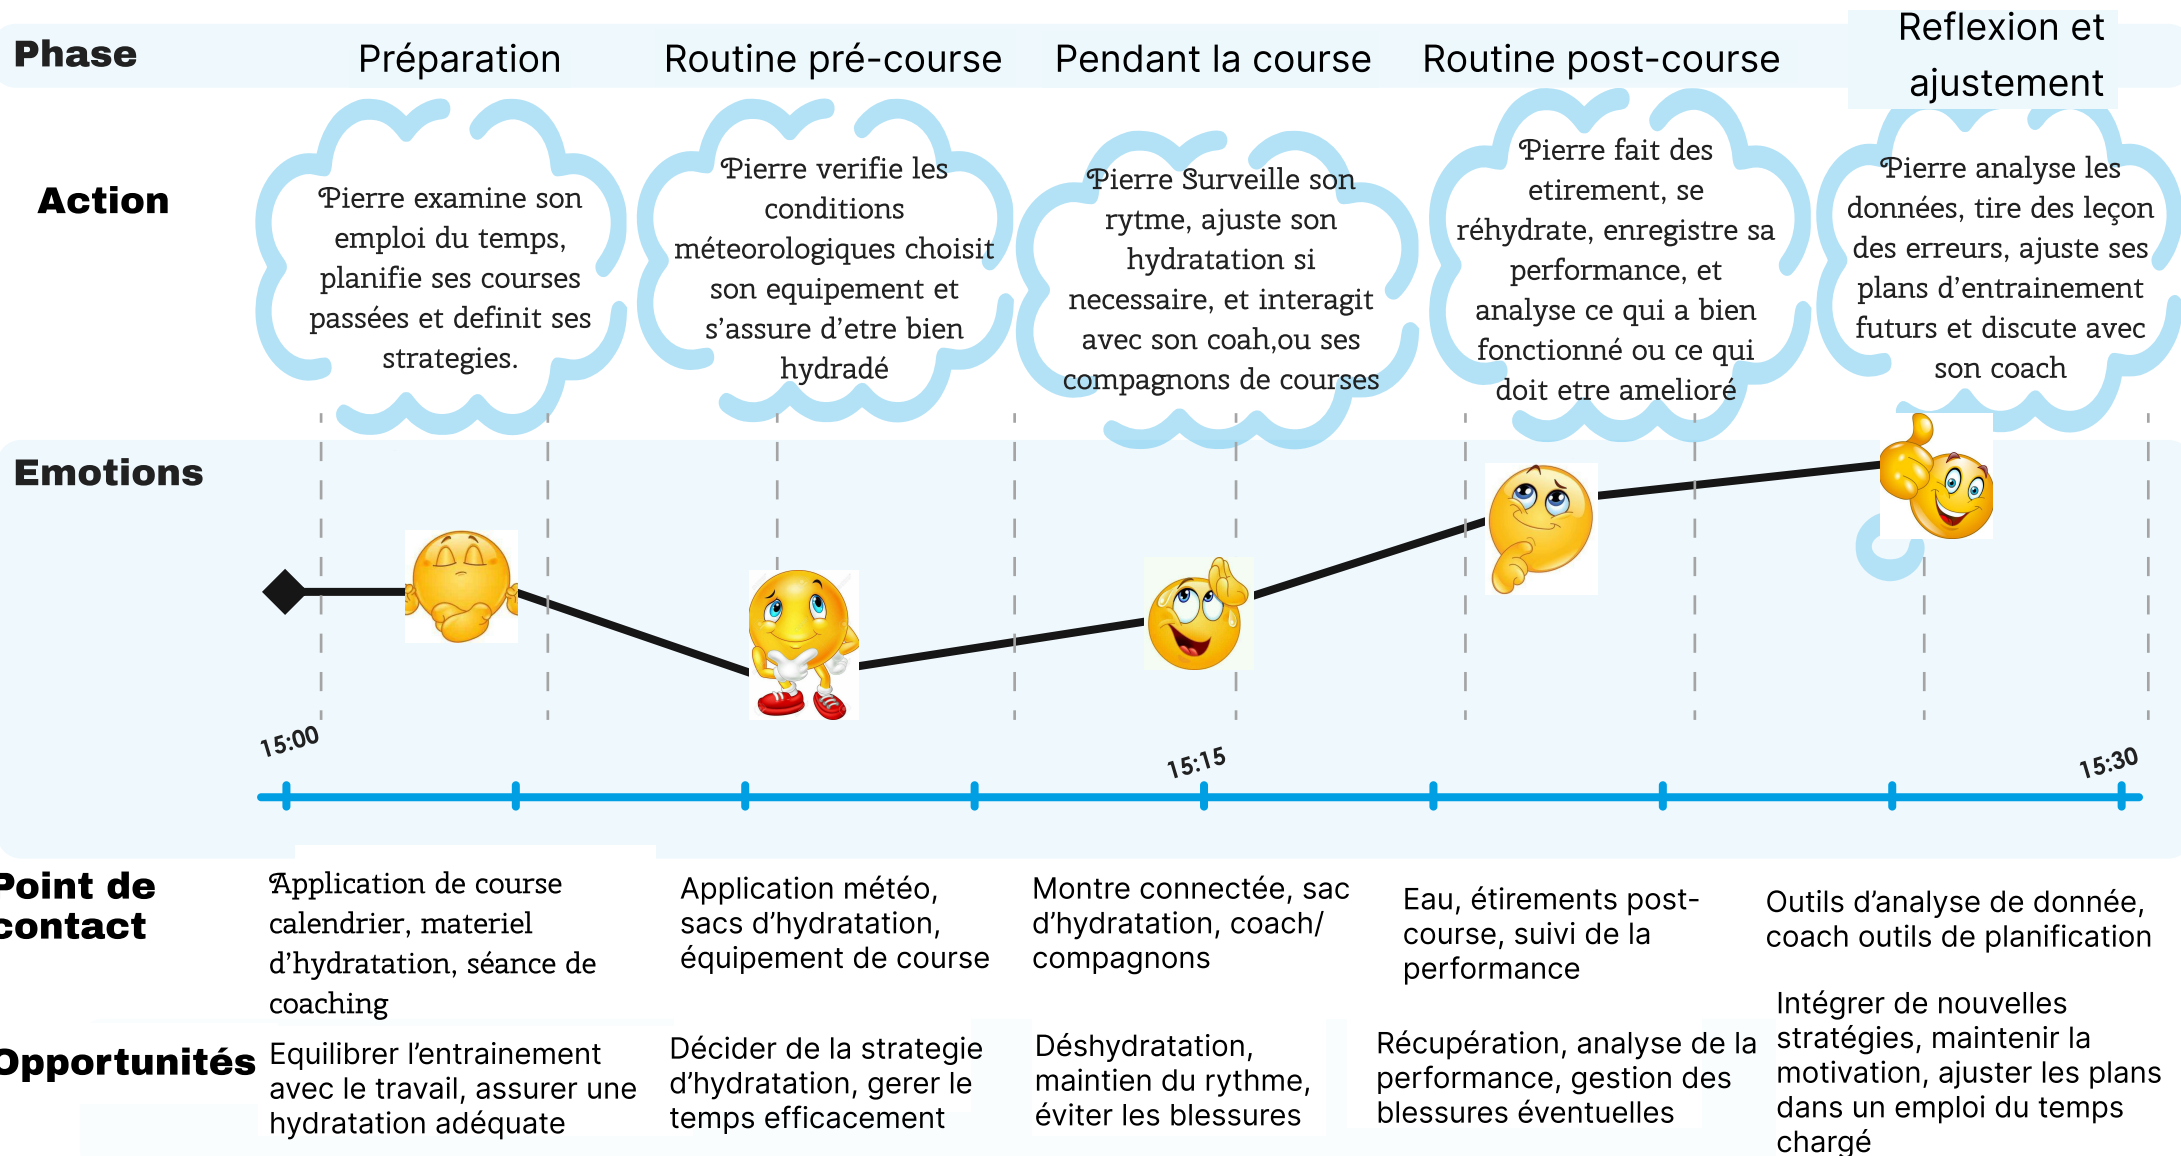 Phase
Préparation
Routine pré-course
Pendant la course
Routine post-course
Reflexion et
ajustement
Action
Pierre examine son
emploi du temps,
planifie ses courses
passées et definit ses
strategies.
Pierre verifie les
conditions
méteorologiques choisit
son equipement et
s’assure d’etre bien
hydradé
Pierre Surveille son
rytme, ajuste son
hydratation si
necessaire, et interagit
avec son coah,ou ses
compagnons de courses
Pierre fait des
etirement, se
réhydrate, enregistre sa
performance, et
analyse ce qui a bien
fonctionné ou ce qui
doit etre amelioré
Pierre analyse les
données, tire des leçon
des erreurs, ajuste ses
plans d’entrainement
futurs et discute avec
son coach
Emotions
15:00
15:15
15:30
Point de
contact
Application de course
calendrier, materiel
d’hydratation, séance de
coaching
Application météo,
sacs d’hydratation,
équipement de course
Montre connectée, sac
d’hydratation, coach/
compagnons
Eau, étirements post-
course, suivi de la
performance
Outils d’analyse de donnée,
coach outils de planification
Opportunités
Equilibrer l’entrainement
avec le travail, assurer une
hydratation adéquate
Décider de la strategie
d’hydratation, gerer le
temps efficacement
Déshydratation,
maintien du rythme,
éviter les blessures
Récupération, analyse de la
performance, gestion des
blessures éventuelles
Intégrer de nouvelles
stratégies, maintenir la
motivation, ajuster les plans
dans un emploi du temps
chargé